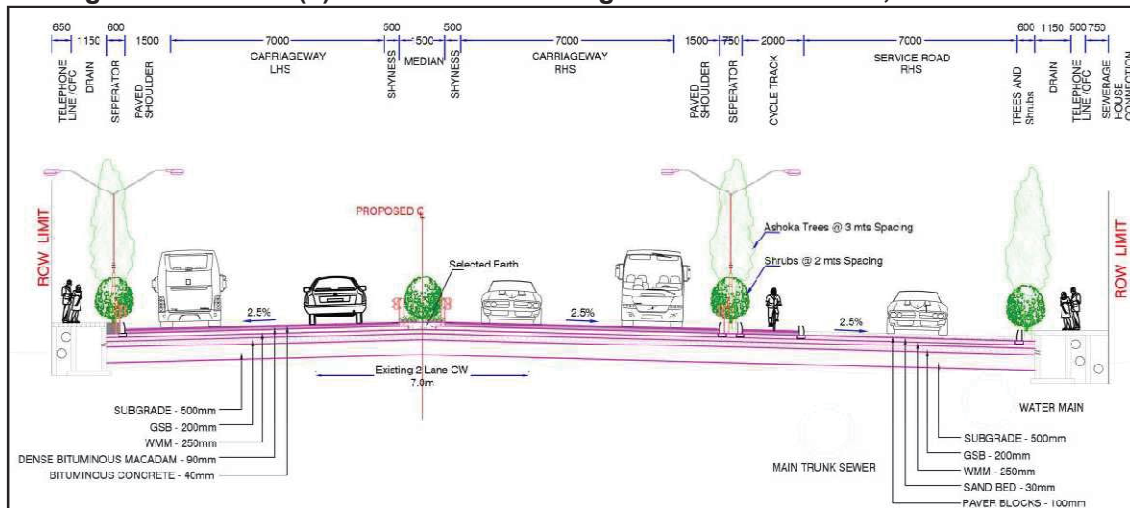 650 600 500 500 600 500
1150 1500 7000 1500 7000 1500 750 2000 7000 1150 750
TELEPHONE
LINE /OFC
DRAIN
SEPERATOR
PAVED
SHOULDER
CARRIAGEWAY
LHS
SHYNESS
MEDIAN
SHYNESS
CARRIAGEWAY
RHS
PAVED
SHOULDER
SEPERATOR
CYCLE TRACK
SERVICE ROAD
RHS
TREES AND
Shrubs
DRAIN
TELEPHONE
LINE /OFC
SEWERAGE
HOUSE
CONNECTION
ROW LIMIT
PROPOSED
Ashoka Trees @ 3 mts Spacing
Selected Earth
Shrubs @ 2 mts Spacing
ROW LIMIT
2.5% 2.5% 2.5%
Existing 2 Lane CW
7.0m
SUBGRADE - 500mm
GSB - 200mm
WMM - 250mm
DENSE BITUMINOUS MACADAM - 90mm
BITUMINOUS CONCRETE - 40mm
WATER MAIN
MAIN TRUNK SEWER
SUBGRADE - 500mm
GSB - 200mm
WMM - 250mm
SAND BED - 30mm
PAVER BLOCKS - 100mm